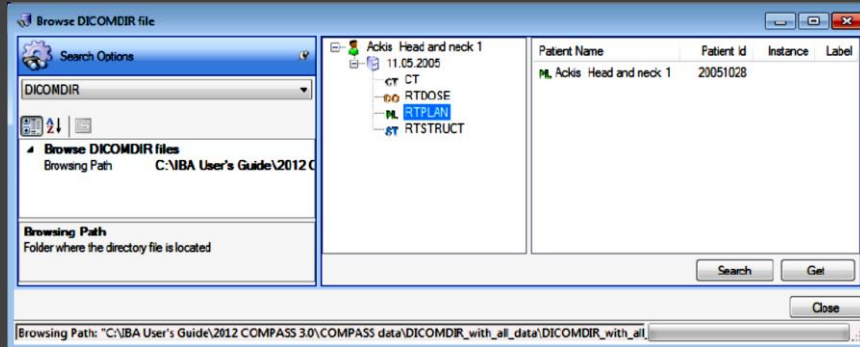 Browse DICOMDIR file
Search Options
DICOMDIR
Browse DICOMDIR files
Browsing Path C:\IBA User's Guide\2012 C
Browsing Path
Folder where the directory file is located
Ackis Head and neck 1
11.05.2005
CT CT
DO RTDOSE
PL RTPLAN
ST RTSTRUCT
Patient Name Patient Id Instance Label
PL Ackis Head and neck 1 20051028
Search Get
Close
Browsing Path: "C:\IBA User's Guide\2012 COMPASS 3.0\COMPASS data\DICOMDIR_with_all_data\DICOMDIR_with_all_